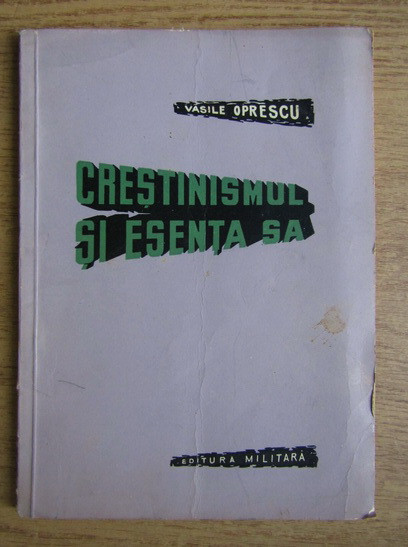 VASILE OPRESCU
CREȘTINISMUL
ȘI ESENȚA SA
EDITURA MILITARĂ